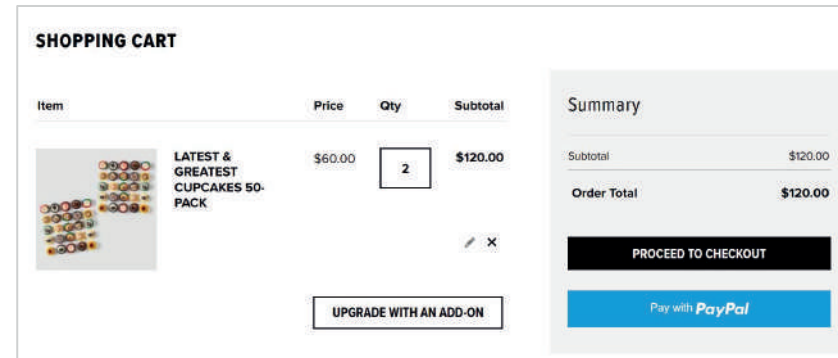 SHOPPING CART
Item Price Qty Subtotal
LATEST &
GREATEST
CUPCAKES 50-
PACK
$60.00 2 $120.00
UPGRADE WITH AN ADD-ON
Summary
Subtotal $120.00
Order Total $120.00
PROCEED TO CHECKOUT
Pay with PayPal